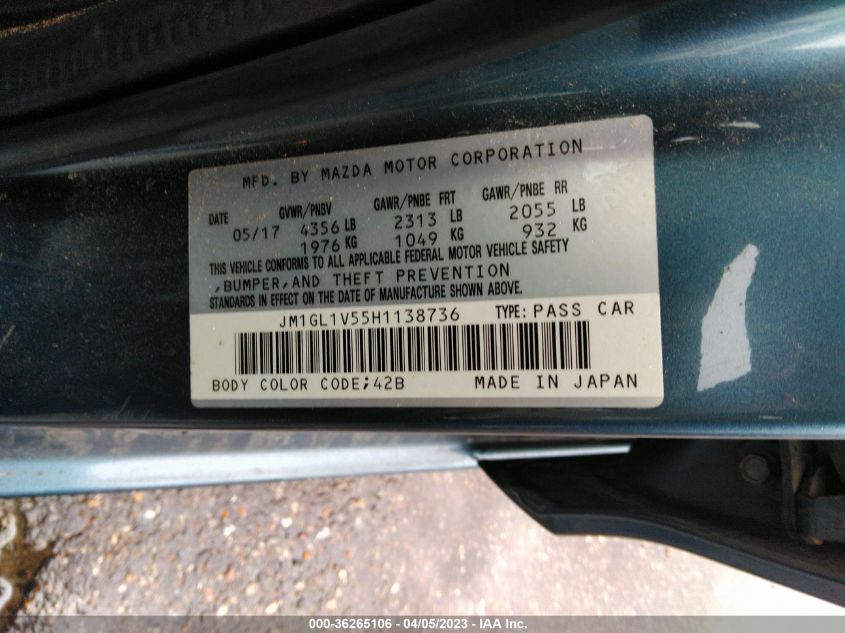 MFD. BY MAZDA MOTOR CORPORATION
DATE GVWR/PNBV GAWR/PNBE FRT GAWR/PNBE RR
05/17 4356 LB 2313 LB 2055 LB
1976 KG 1049 KG 932 KG
THIS VEHICLE CONFORMS TO ALL APPLICABLE FEDERAL MOTOR VEHICLE SAFETY
,BUMPER,AND THEFT PREVENTION
STANDARDS IN EFFECT ON THE DATE OF MANUFACTURE SHOWN ABOVE.
JM1GL1V55H1138736 TYPE: PASS CAR
BODY COLOR CODE;42B MADE IN JAPAN
000-36265106 - 04/05/2023 - IAA Inc.